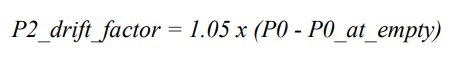 P2_drift_factor = 1.05 x (P0 - P0_at_empty)